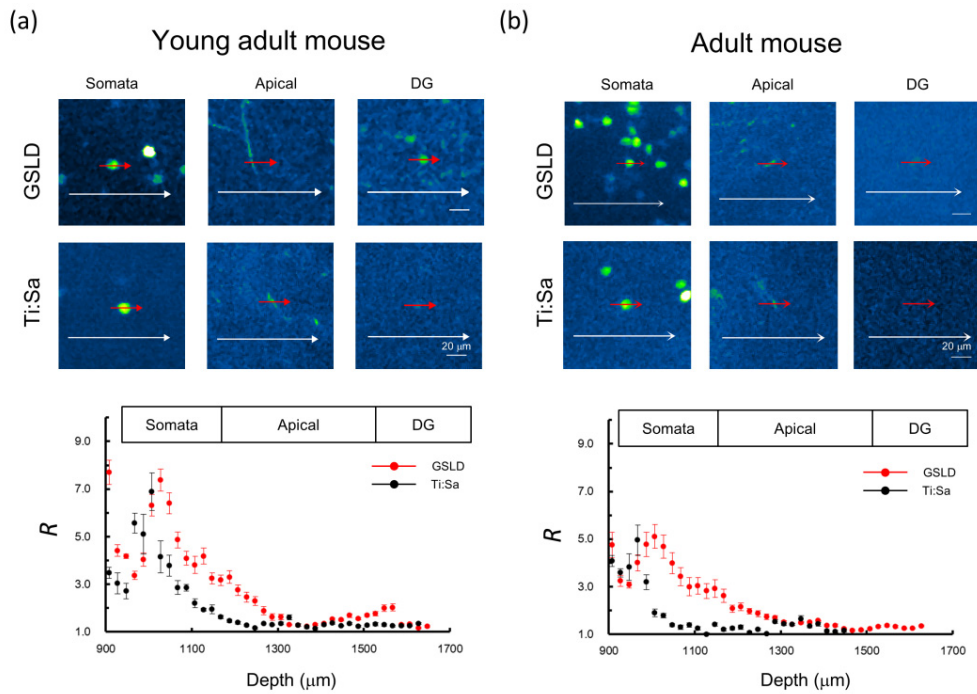 (a)
Young adult mouse
Somata Apical DG
GSLD
Ti:Sa
20 μm
Somata Apical DG
9.0
7.0
5.0
3.0
1.0
R
GSLD
Ti:Sa
900 1100 1300 1500 1700
Depth (μm)
(b)
Adult mouse
Somata Apical DG
GSLD
Ti:Sa
20 μm
Somata Apical DG
9.0
7.0
5.0
3.0
1.0
R
GSLD
Ti:Sa
900 1100 1300 1500 1700
Depth (μm)